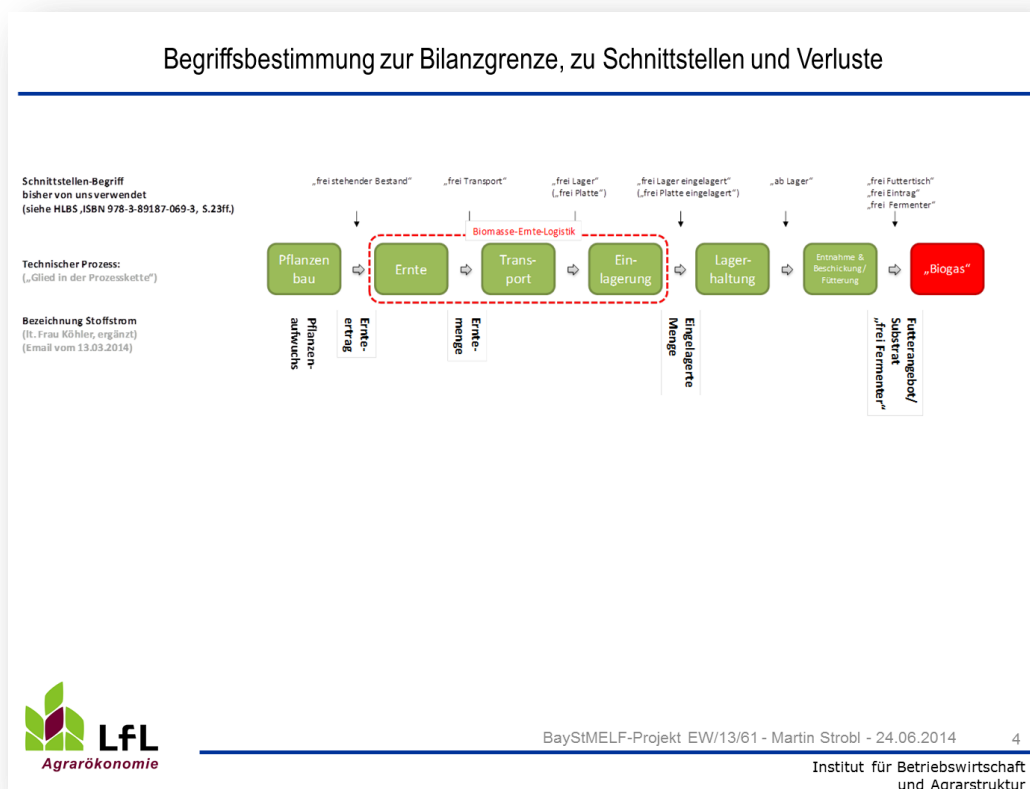 Begriffsbestimmung zur Bilanzgrenze, zu Schnittstellen und Verluste
Schnittstellen-Begriff
bisher von uns verwendet
(siehe HLBS ,ISBN 978-3-89187-069-3, S.23ff.)
„frei stehender Bestand“
„frei Transport“
„frei Lager“
(„frei Platte“)
„frei Lager eingelagert“
(„frei Platte eingelagert“)
„ab Lager“
„frei Futtertisch“
„frei Eintrag“
„frei Fermenter“
Biomasse-Ernte-Logistik
Technischer Prozess:
(„Glied in der Prozesskette“)
Pflanzen
bau
Ernte
Trans-
port
Ein-
lagerung
Lager-
haltung
Entnahme &
Beschickung/
Fütterung
„Biogas“
Bezeichnung Stoffstrom
(lt. Frau Köhler, ergänzt)
(Email vom 13.03.2014)
Pflanzen-
aufwuchs
Ernte-
ertrag
Ernte-
menge
Eingelagerte
Menge
Futterangebot/
Substrat
„frei Fermenter“
LfL
Agrarökonomie
BayStMELF-Projekt EW/13/61 - Martin Strobl - 24.06.2014
4
Institut für Betriebswirtschaft
und Agrarstruktur